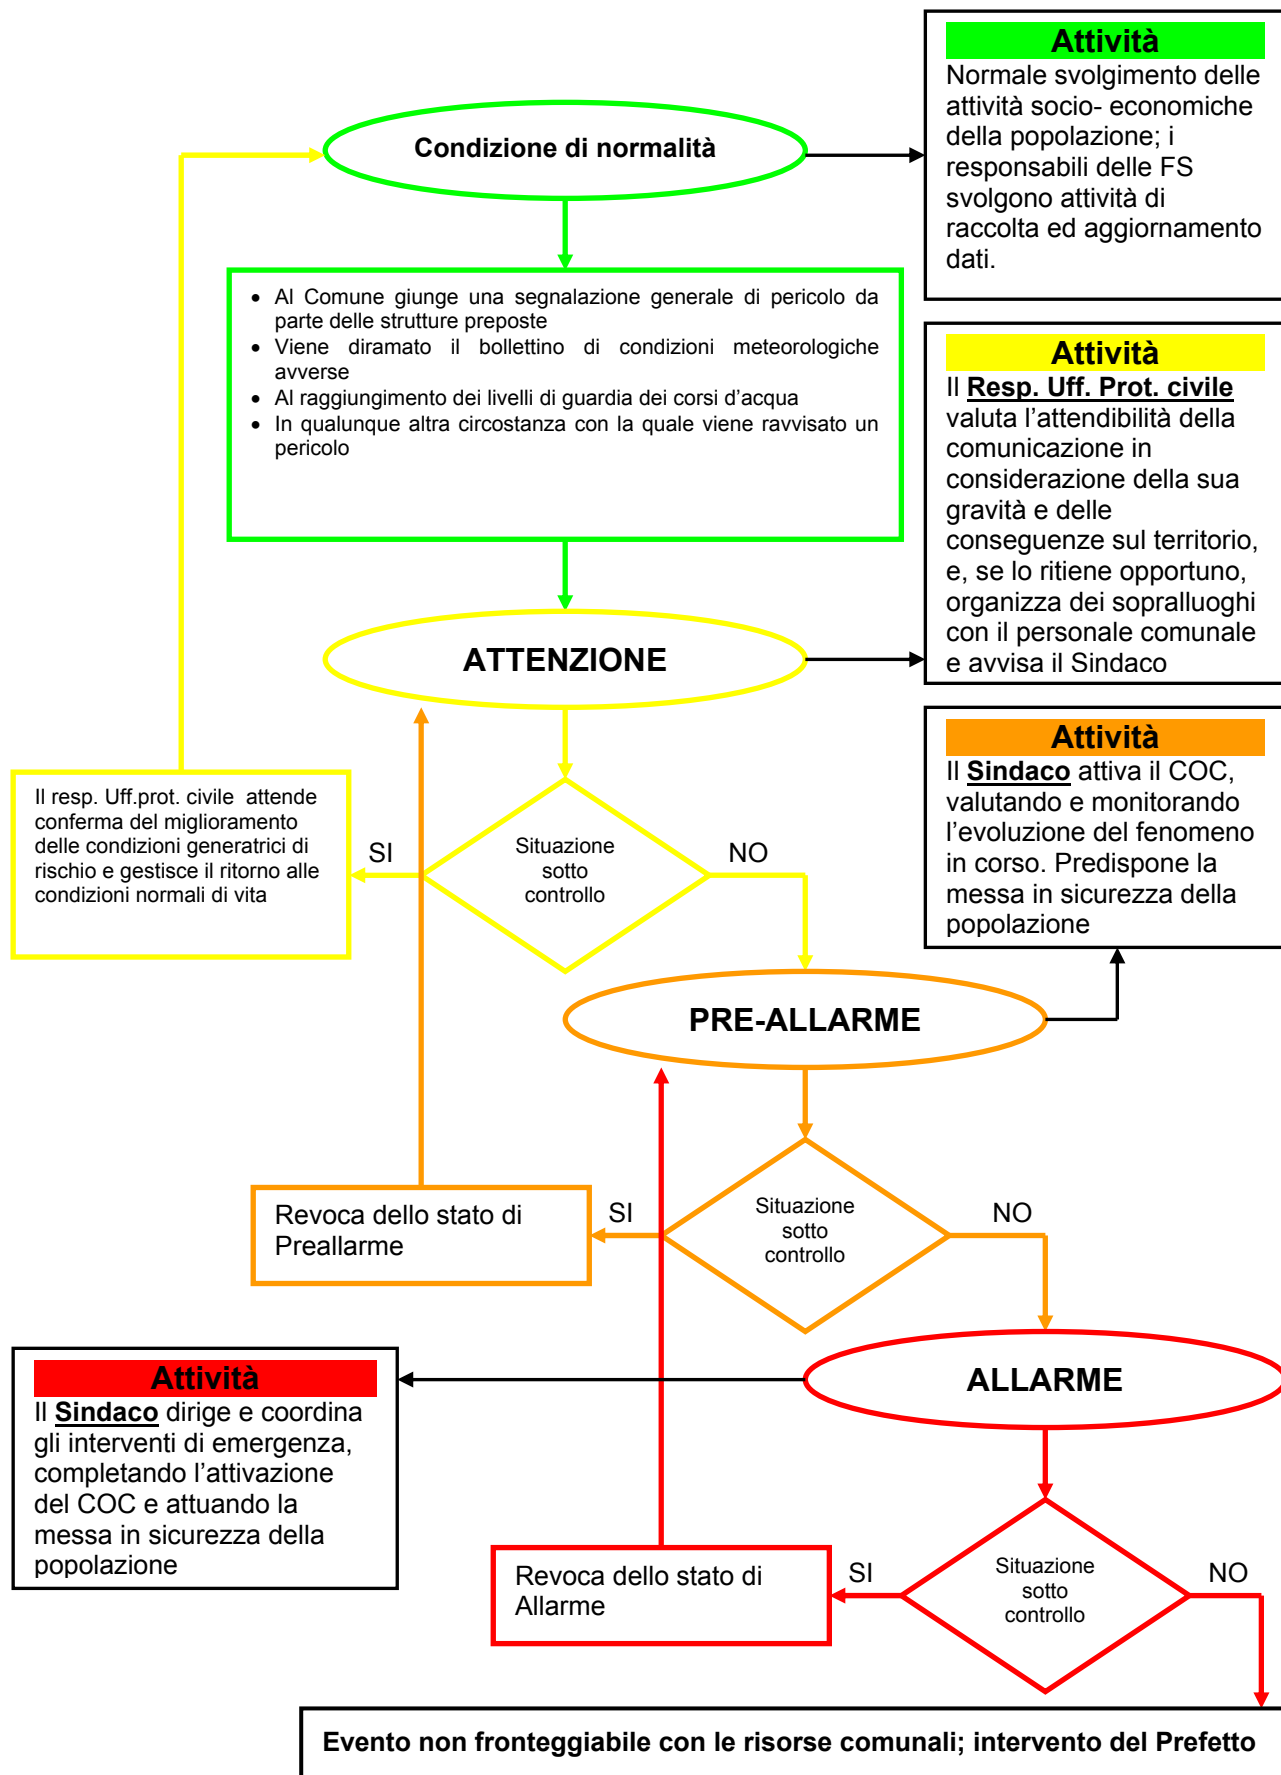 Attività
Normale svolgimento delle
attività socio- economiche
della popolazione; i
responsabili delle FS
svolgono attività di
raccolta ed aggiornamento
dati.
Condizione di normalità
• Al Comune giunge una segnalazione generale di pericolo da
parte delle strutture preposte
• Viene diramato il bollettino di condizioni meteorologiche
avverse
• Al raggiungimento dei livelli di guardia dei corsi d’acqua
• In qualunque altra circostanza con la quale viene ravvisato un
pericolo
Attività
Il Resp. Uff. Prot. civile
valuta l’attendibilità della
comunicazione in
considerazione della sua
gravità e delle
conseguenze sul territorio,
e, se lo ritiene opportuno,
organizza dei sopralluoghi
con il personale comunale
e avvisa il Sindaco
ATTENZIONE
Attività
Il Sindaco attiva il COC,
valutando e monitorando
l’evoluzione del fenomeno
in corso. Predispone la
messa in sicurezza della
popolazione
Il resp. Uff.prot. civile  attende
conferma del miglioramento
delle condizioni generatrici di
rischio e gestisce il ritorno alle
condizioni normali di vita
SI
Situazione
sotto
controllo
NO
PRE-ALLARME
Revoca dello stato di
Preallarme
SI
Situazione
sotto
controllo
NO
ALLARME
Attività
Il Sindaco dirige e coordina
gli interventi di emergenza,
completando l’attivazione
del COC e attuando la
messa in sicurezza della
popolazione
Revoca dello stato di
Allarme
SI
Situazione
sotto
controllo
NO
Evento non fronteggiabile con le risorse comunali; intervento del Prefetto